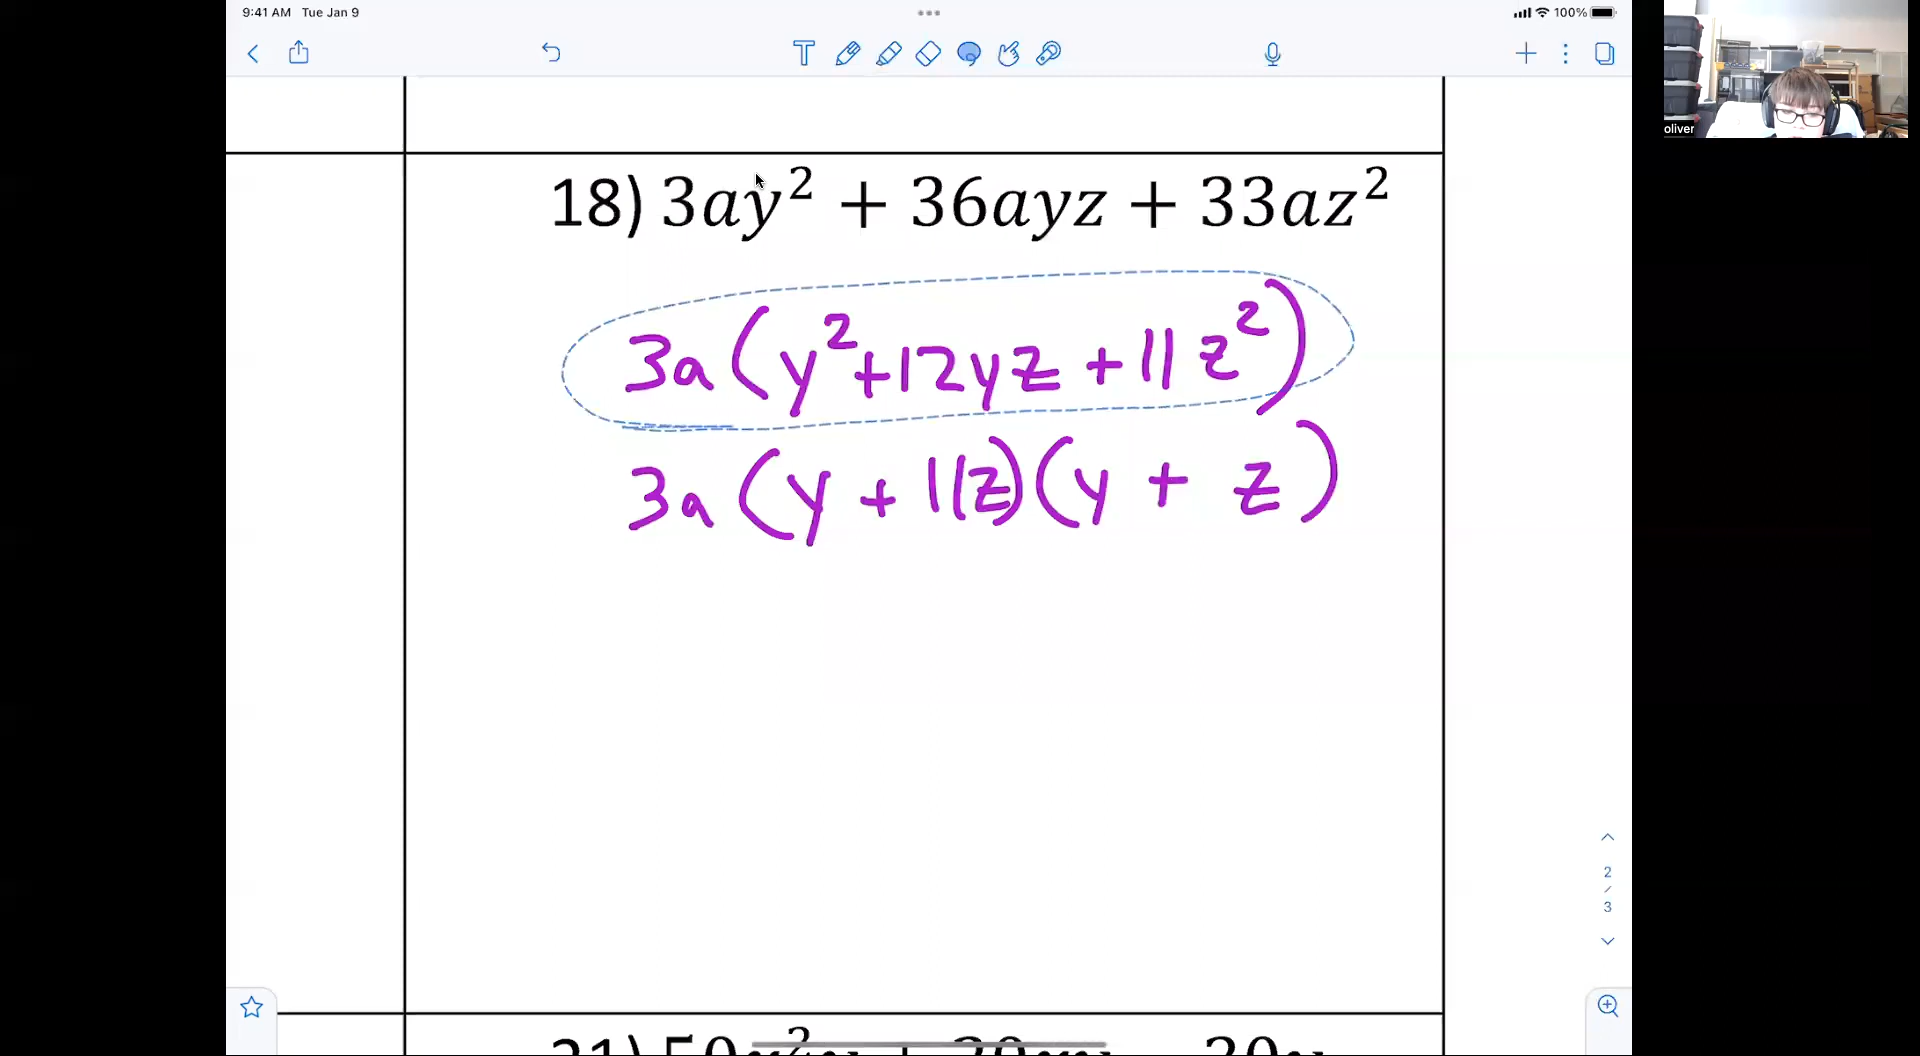 9:41 AM Tue Jan 9
100%
oliver
18) 3ay² + 36ayz + 33az²
3a(y²+12yz+11z²)
3a(y+11z)(y+z)
2
/
3